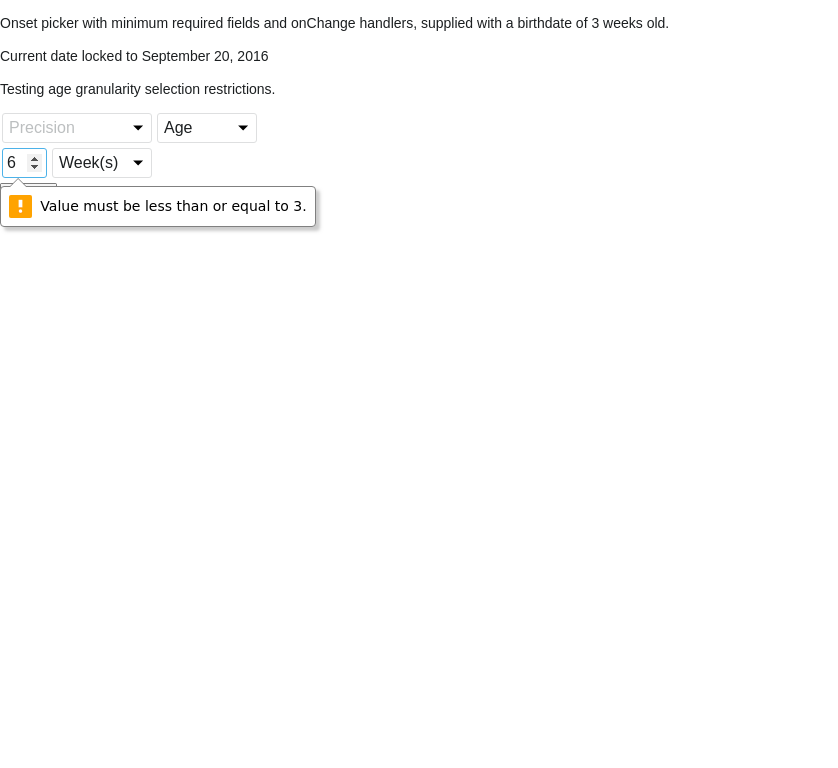 Onset picker with minimum required fields and onChange handlers, supplied with a birthdate of 3 weeks old.
Current date locked to September 20, 2016
Testing age granularity selection restrictions.
Precision Age
6 Week(s)
Value must be less than or equal to 3.